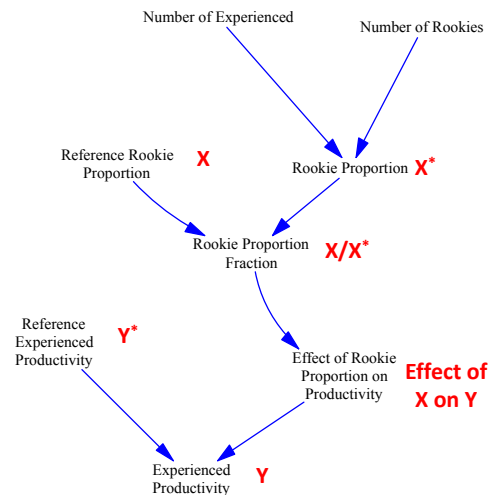 Number of Experienced
Number of Rookies
Reference Rookie
Proportion
X
Rookie Proportion
X*
Rookie Proportion
Fraction
X/X*
Reference
Experienced
Productivity
Y*
Effect of Rookie
Proportion on
Productivity
Effect of
X on Y
Experienced
Productivity
Y